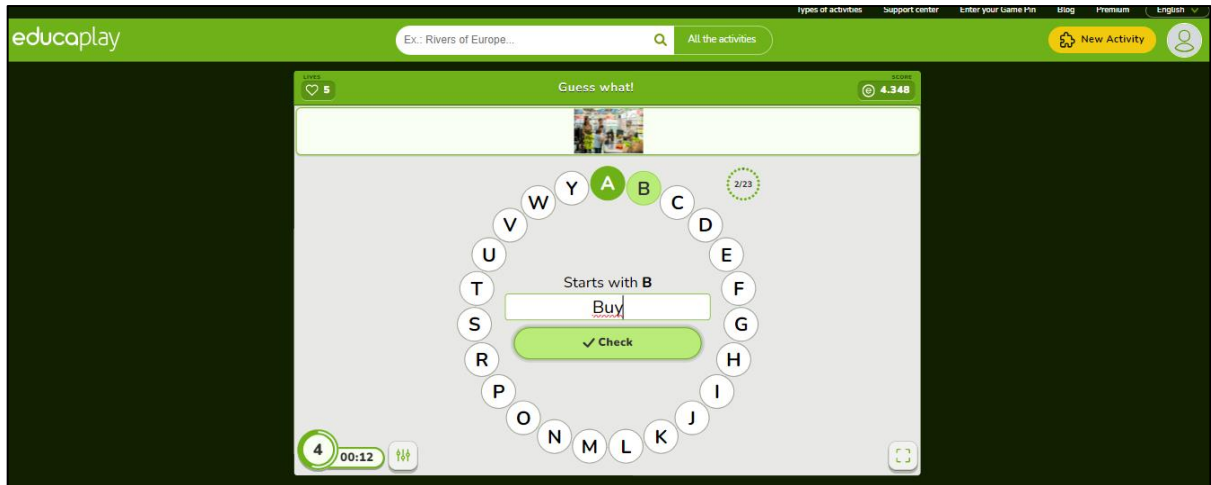 Types of activities Support center Enter your Game Pin Blog Premium English
educaplay Ex.: Rivers of Europe... All the activities New Activity
LIVES
5
Guess what!
SCORE
4.348
Y A B 2/23
W C
V D
U E
Starts with B
T F
Buy
S G
✓ Check
R H
P I
O J
N M L K
4 00:12